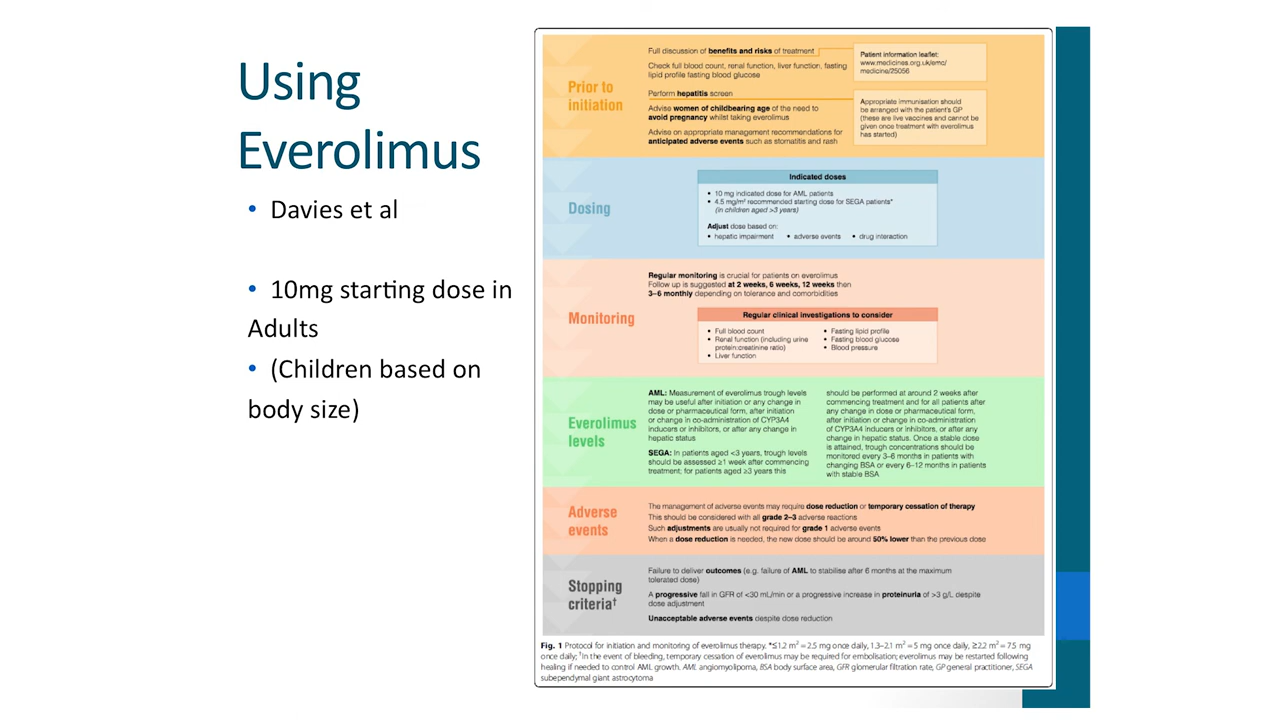 Using
Everolimus
• Davies et al
• 10mg starting dose in
Adults
• (Children based on
body size)
Prior to
initiation
Full discussion of benefits and risks of treatment
Check full blood count, renal function, liver function, fasting
lipid profile fasting blood glucose
Perform hepatitis screen
Advise women of childbearing age of the need to
avoid pregnancy whilst taking everolimus
Advise on appropriate management recommendations for
anticipated adverse events such as stomatitis and rash
Patient information leaflet:
www.medicines.org.uk/emc/
medicine/25056
Appropriate immunisation should
be arranged with the patient's GP
(these are live vaccines and cannot be
given once treatment with everolimus
has started)
Dosing
Indicated doses
• 10 mg indicated dose for AML patients
• 4.5 mg/m² recommended starting dose for SEGA patients*
(in children aged >3 years)
Adjust dose based on:
• hepatic impairment • adverse events • drug interaction
Monitoring
Regular monitoring is crucial for patients on everolimus
Follow up is suggested at 2 weeks, 6 weeks, 12 weeks then
3–6 monthly depending on tolerance and comorbidities
Regular clinical investigations to consider
• Full blood count
• Renal function (including urine
protein:creatinine ratio)
• Liver function
• Fasting lipid profile
• Fasting blood glucose
• Blood pressure
Everolimus
levels
AML: Measurement of everolimus trough levels
may be useful after initiation or any change in
dose or pharmaceutical form, after initiation
or change in co-administration of CYP3A4
inducers or inhibitors, or after any change in
hepatic status
SEGA: In patients aged <3 years, trough levels
should be assessed ≥1 week after commencing
treatment; for patients aged ≥3 years this
should be performed at around 2 weeks after
commencing treatment and for all patients after
any change in dose or pharmaceutical form,
after initiation or change in co-administration
of CYP3A4 inducers or inhibitors, or after any
change in hepatic status. Once a stable dose
is attained, trough concentrations should be
monitored every 3–6 months in patients with
changing BSA or every 6–12 months in patients
with stable BSA
Adverse
events
The management of adverse events may require dose reduction or temporary cessation of therapy
This should be considered with all grade 2–3 adverse reactions
Such adjustments are usually not required for grade 1 adverse events
When a dose reduction is needed, the new dose should be around 50% lower than the previous dose
Stopping
criteria†
Failure to deliver outcomes (e.g. failure of AML to stabilise after 6 months at the maximum
tolerated dose)
A progressive fall in GFR of <30 mL/min or a progressive increase in proteinuria of >3 g/L despite
dose adjustment
Unacceptable adverse events despite dose reduction
Fig. 1 Protocol for initiation and monitoring of everolimus therapy. *≤1.2 m² = 2.5 mg once daily, 1.3–2.1 m² = 5 mg once daily, ≥2.2 m² = 7.5 mg
once daily; †In the event of bleeding, temporary cessation of everolimus may be required for embolisation; everolimus may be restarted following
healing if needed to control AML growth. AML angiomyolipoma, BSA body surface area, GFR glomerular filtration rate, GP general practitioner, SEGA
subependymal giant astrocytoma